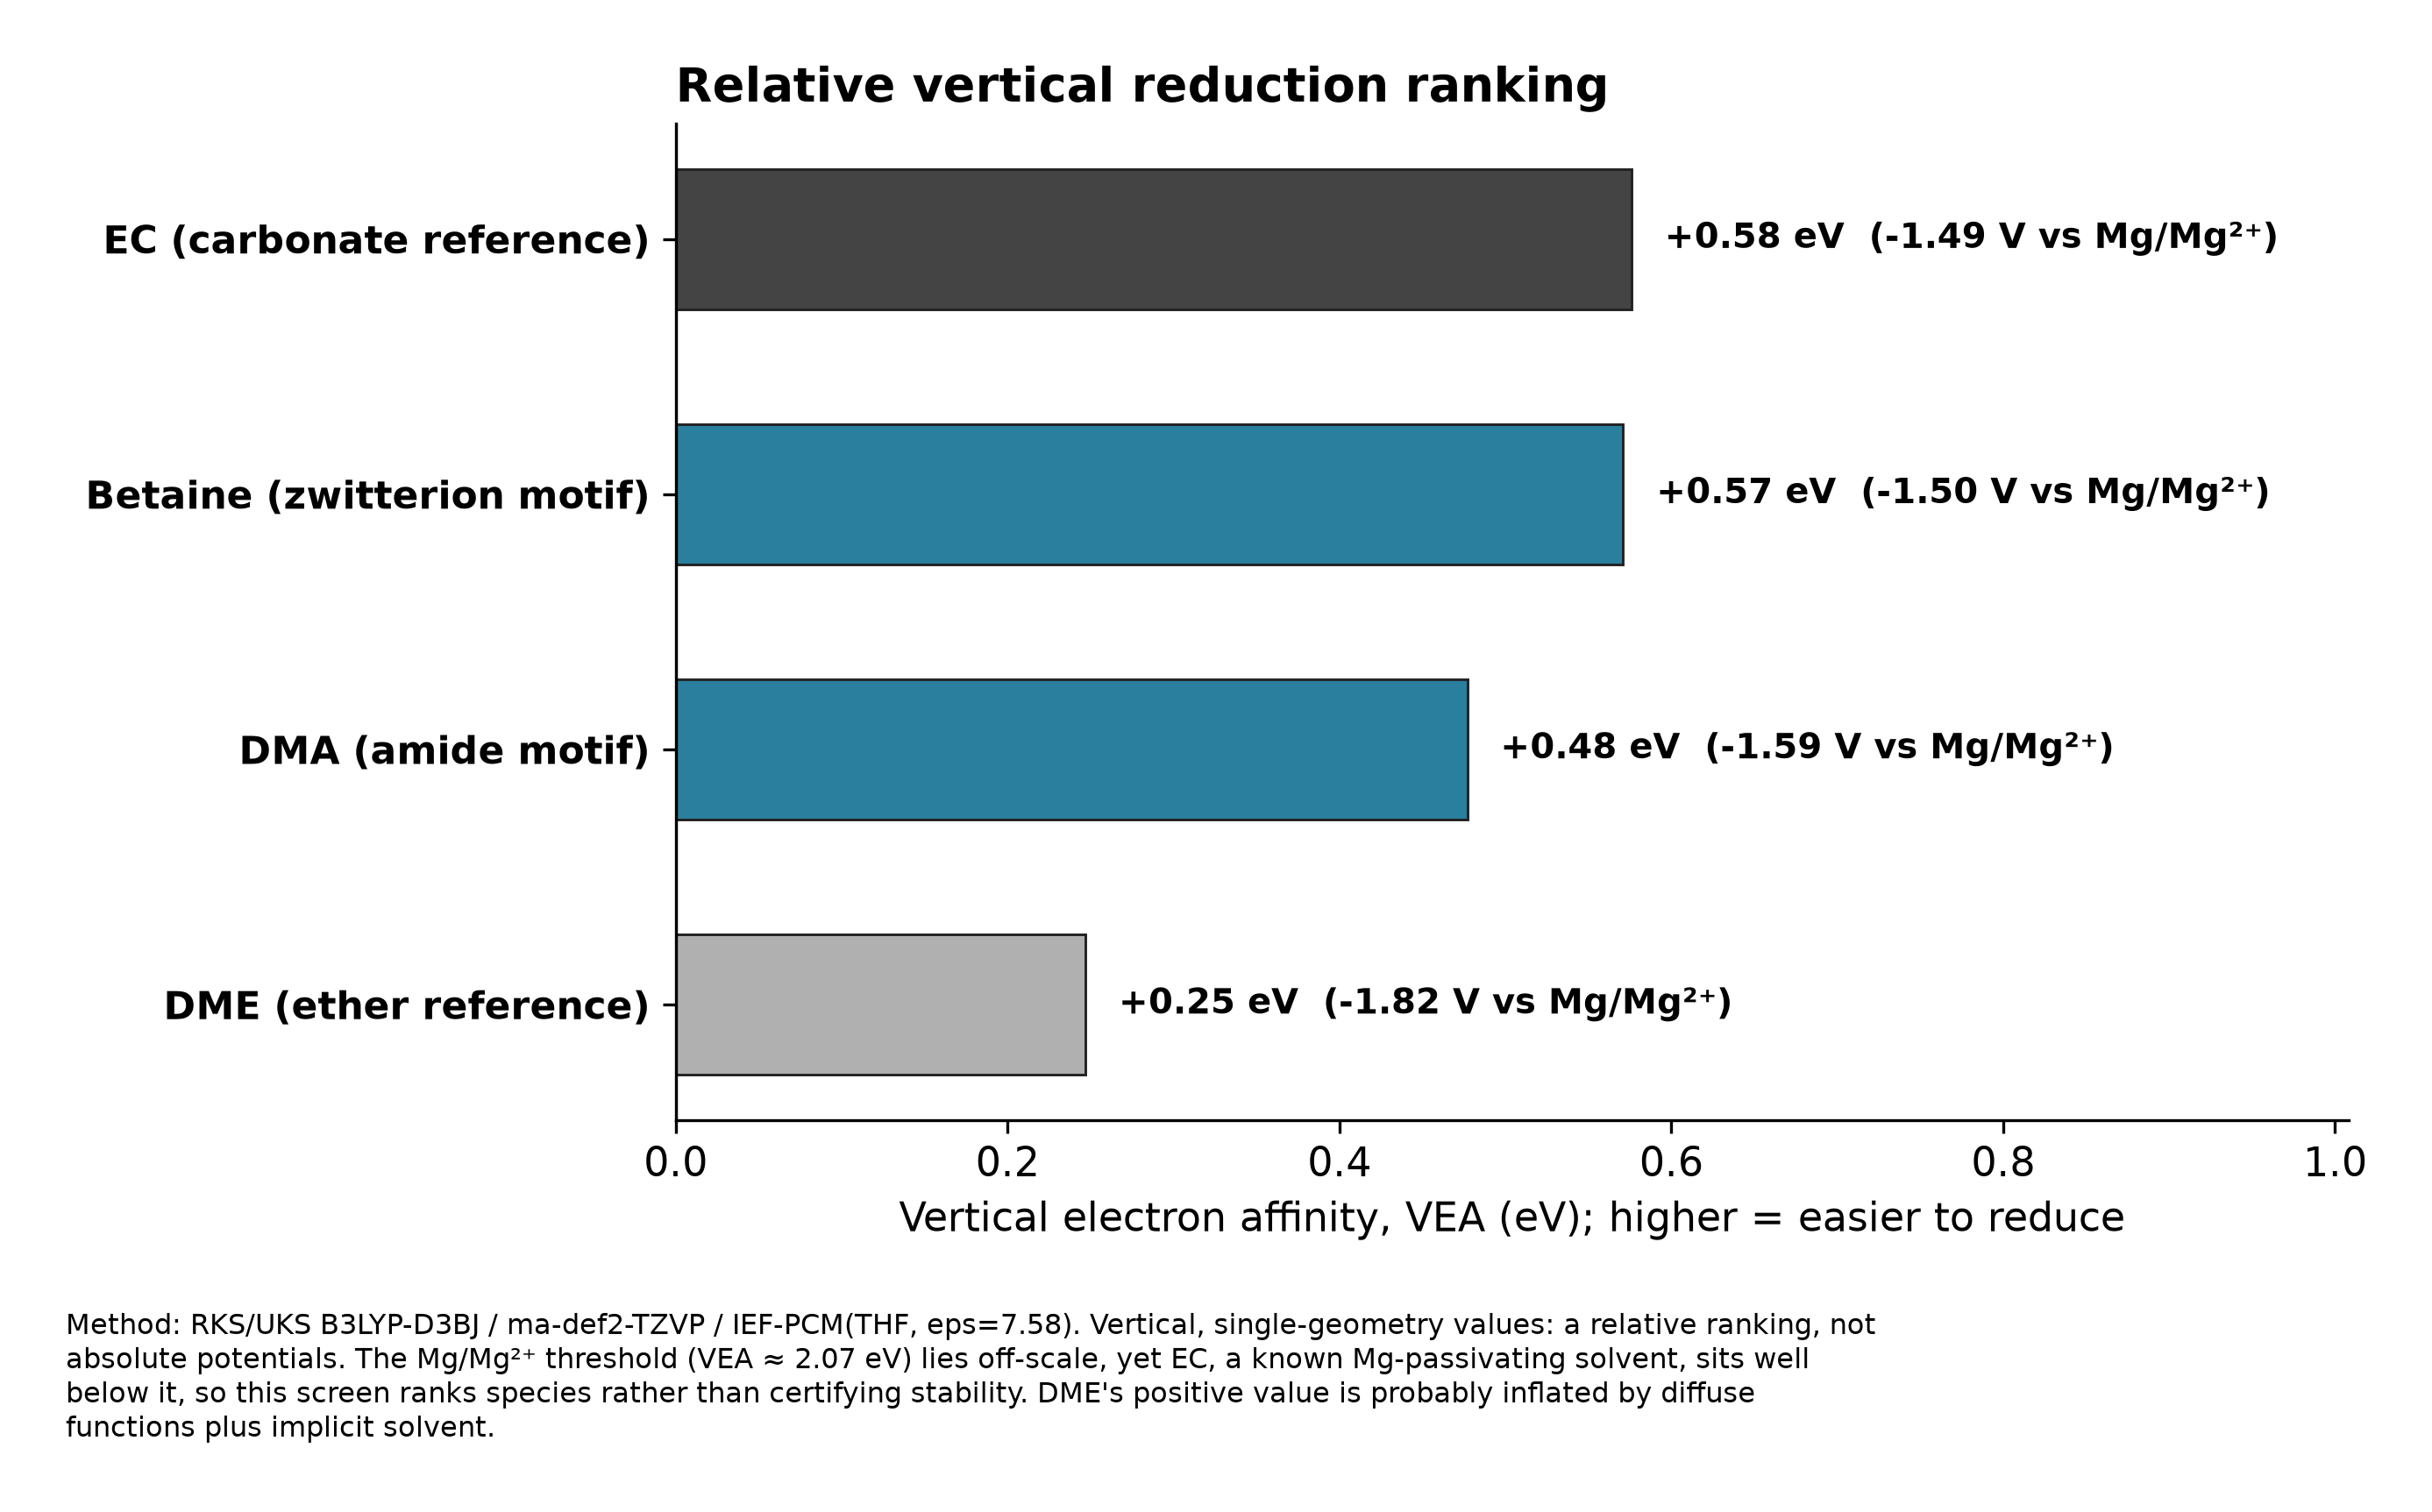 Relative vertical reduction ranking
EC (carbonate reference)
+0.58 eV  (-1.49 V vs Mg/Mg²⁺)
Betaine (zwitterion motif)
+0.57 eV  (-1.50 V vs Mg/Mg²⁺)
DMA (amide motif)
+0.48 eV  (-1.59 V vs Mg/Mg²⁺)
DME (ether reference)
+0.25 eV  (-1.82 V vs Mg/Mg²⁺)
0.0 0.2 0.4 0.6 0.8 1.0
Vertical electron affinity, VEA (eV); higher = easier to reduce
Method: RKS/UKS B3LYP-D3BJ / ma-def2-TZVP / IEF-PCM(THF, eps=7.58). Vertical, single-geometry values: a relative ranking, not
absolute potentials. The Mg/Mg²⁺ threshold (VEA ≈ 2.07 eV) lies off-scale, yet EC, a known Mg-passivating solvent, sits well
below it, so this screen ranks species rather than certifying stability. DME's positive value is probably inflated by diffuse
functions plus implicit solvent.